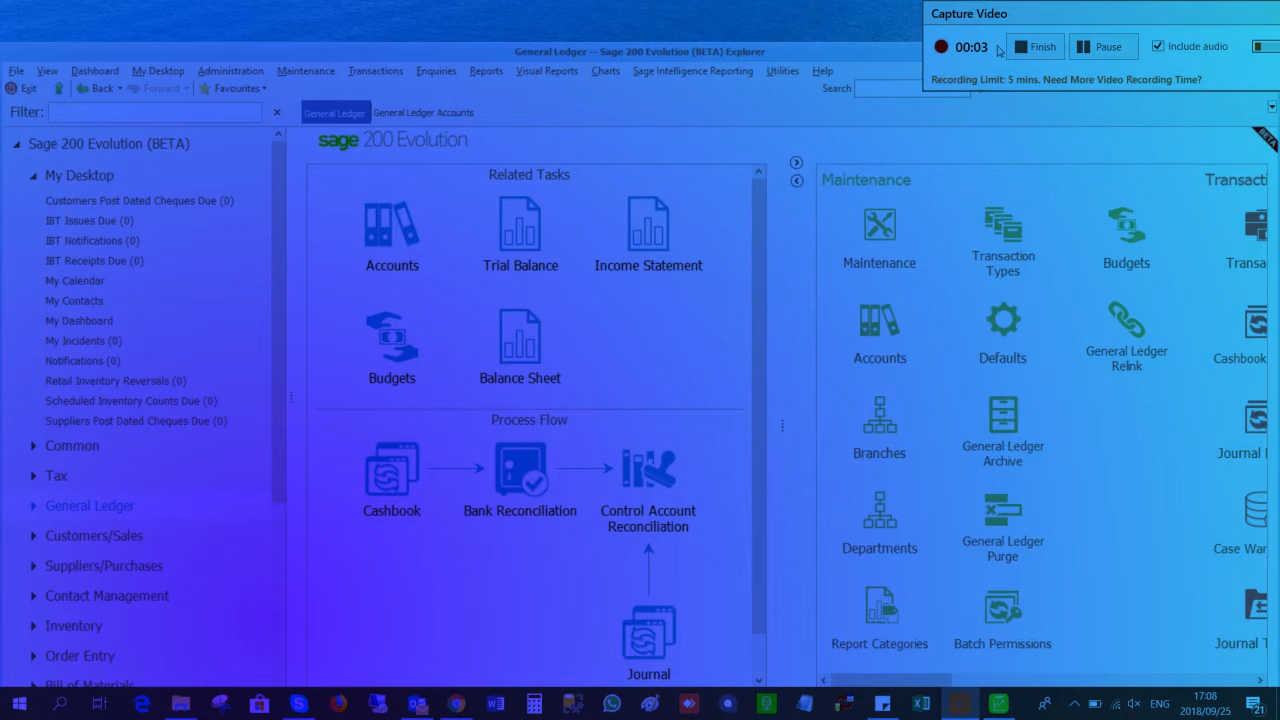 Capture Video
00:03
Finish
Pause
Include audio
Recording Limit: 5 mins. Need More Video Recording Time?
General Ledger -- Sage 200 Evolution (BETA) Explorer
File View Dashboard My Desktop Administration Maintenance Transactions Enquiries Reports Visual Reports Charts Sage Intelligence Reporting Utilities Help
Exit Back Forward Favourites Search
Filter:
General Ledger General Ledger Accounts
Sage 200 Evolution (BETA)
My Desktop
Customers Post Dated Cheques Due (0)
IBT Issues Due (0)
IBT Notifications (0)
IBT Receipts Due (0)
My Calendar
My Contacts
My Dashboard
My Incidents (0)
Notifications (0)
Retail Inventory Reversals (0)
Scheduled Inventory Counts Due (0)
Suppliers Post Dated Cheques Due (0)
Common
Tax
General Ledger
Customers/Sales
Suppliers/Purchases
Contact Management
Inventory
Order Entry
Bill of Materials
sage 200 Evolution
BETA
Related Tasks
Accounts
Trial Balance
Income Statement
Budgets
Balance Sheet
Process Flow
Cashbook
Bank Reconciliation
Control Account
Reconciliation
Journal
Maintenance
Transacti
Maintenance
Transaction
Types
Budgets
Transa
Accounts
Defaults
General Ledger
Relink
Cashbook
Branches
General Ledger
Archive
Journal
Departments
General Ledger
Purge
Case War
Report Categories
Batch Permissions
Journal T
ENG
17:08
2018/09/25
21